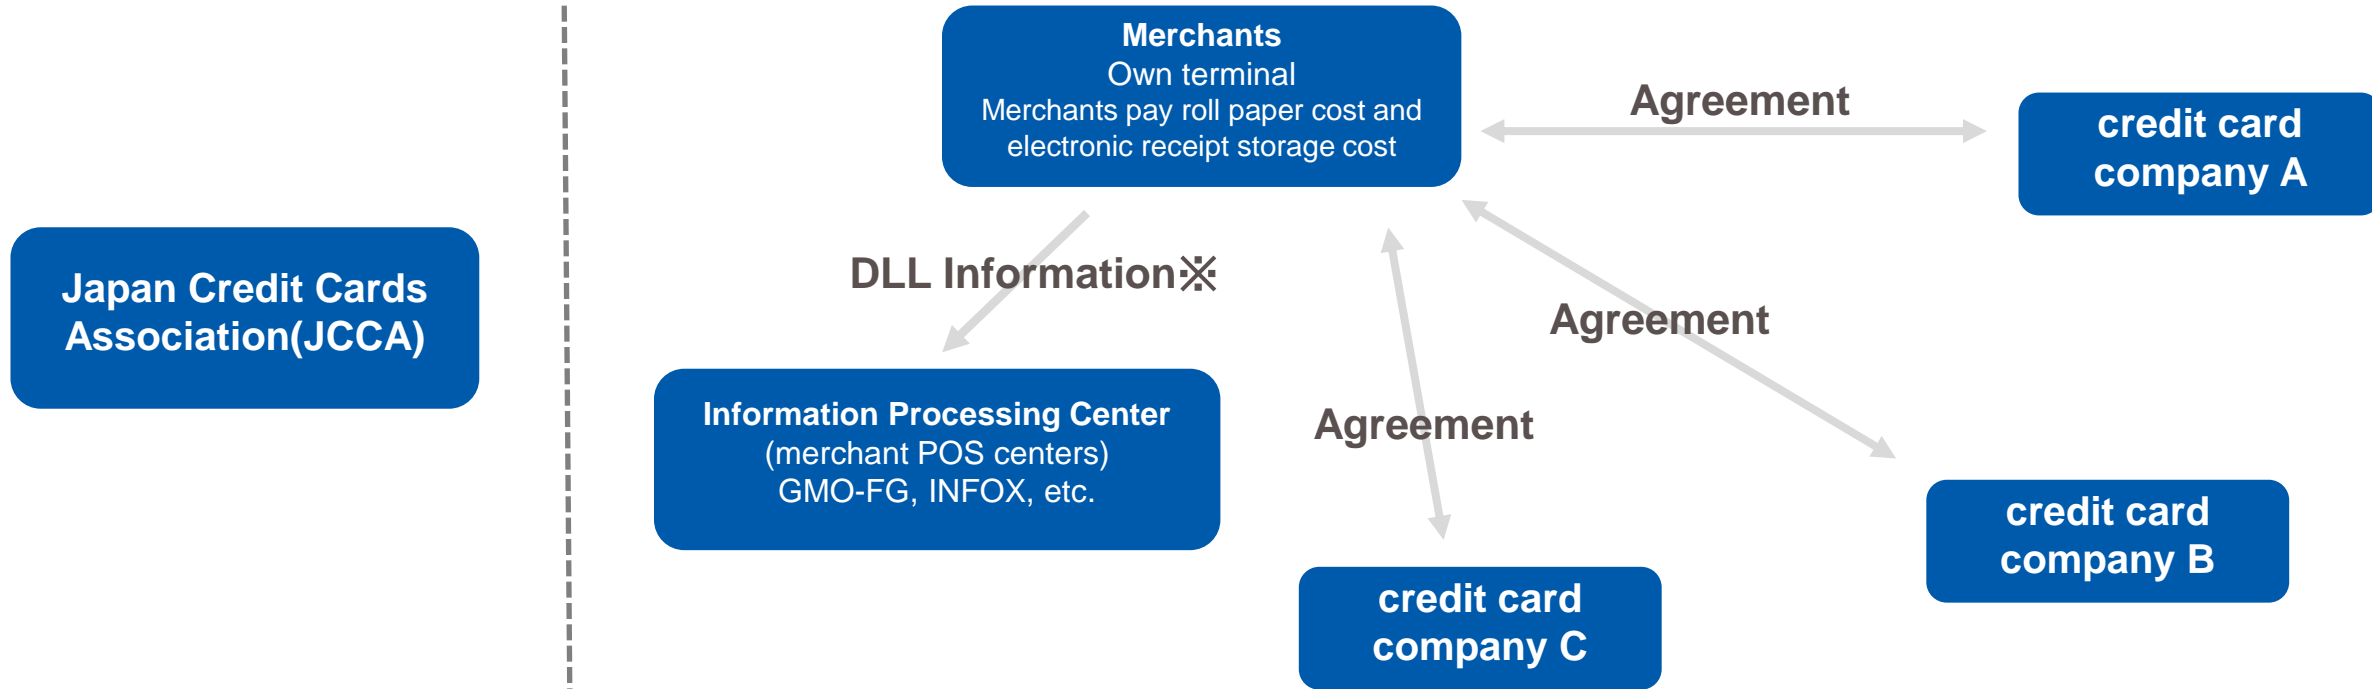 Japan Credit Cards
Association(JCCA)
Merchants
Own terminal
Merchants pay roll paper cost and
electronic receipt storage cost
Agreement
credit card
company A
DLL Information※
Agreement
Information Processing Center
(merchant POS centers)
GMO-FG, INFOX, etc.
Agreement
credit card
company B
credit card
company C